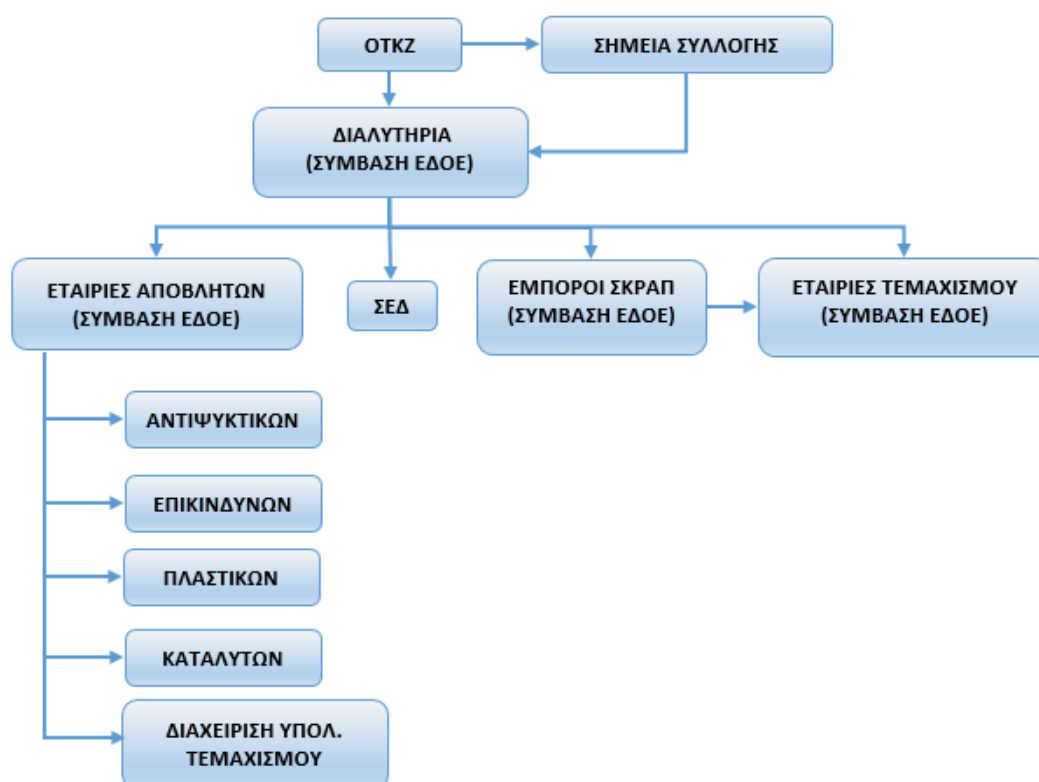 ΟΤΚΖ
ΣΗΜΕΙΑ ΣΥΛΛΟΓΗΣ
ΔΙΑΛΥΤΗΡΙΑ
(ΣΥΜΒΑΣΗ ΕΔΟΕ)
ΕΤΑΙΡΙΕΣ ΑΠΟΒΛΗΤΩΝ
(ΣΥΜΒΑΣΗ ΕΔΟΕ)
ΣΕΔ
ΕΜΠΟΡΟΙ ΣΚΡΑΠ
(ΣΥΜΒΑΣΗ ΕΔΟΕ)
ΕΤΑΙΡΙΕΣ ΤΕΜΑΧΙΣΜΟΥ
(ΣΥΜΒΑΣΗ ΕΔΟΕ)
ΑΝΤΙΨΥΚΤΙΚΩΝ
ΕΠΙΚΙΝΔΥΝΩΝ
ΠΛΑΣΤΙΚΩΝ
ΚΑΤΑΛΥΤΩΝ
ΔΙΑΧΕΙΡΙΣΗ ΥΠΟΛ.
ΤΕΜΑΧΙΣΜΟΥ